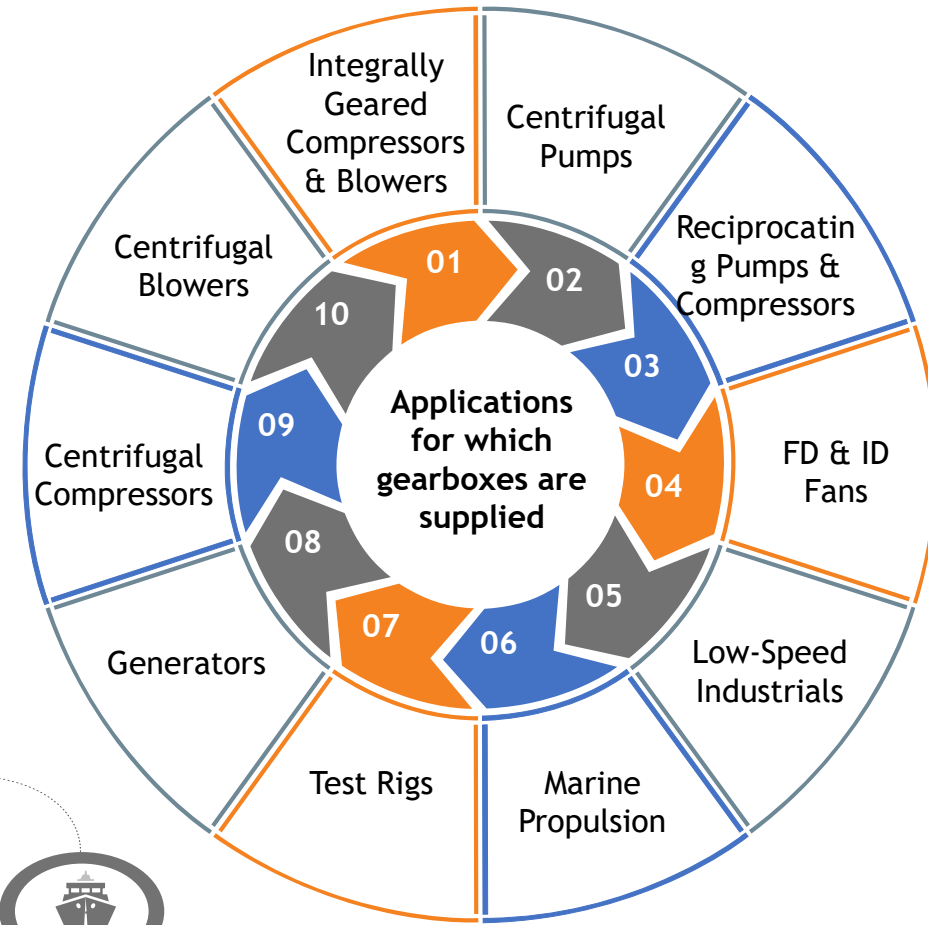 Integrally
Geared
Compressors
& Blowers
Centrifugal
Pumps
Reciprocatin
g Pumps &
Compressors
FD & ID
Fans
Low-Speed
Industrials
Marine
Propulsion
Test Rigs
Generators
Centrifugal
Compressors
Centrifugal
Blowers
01
02
03
04
05
06
07
08
09
10
Applications
for which
gearboxes are
supplied